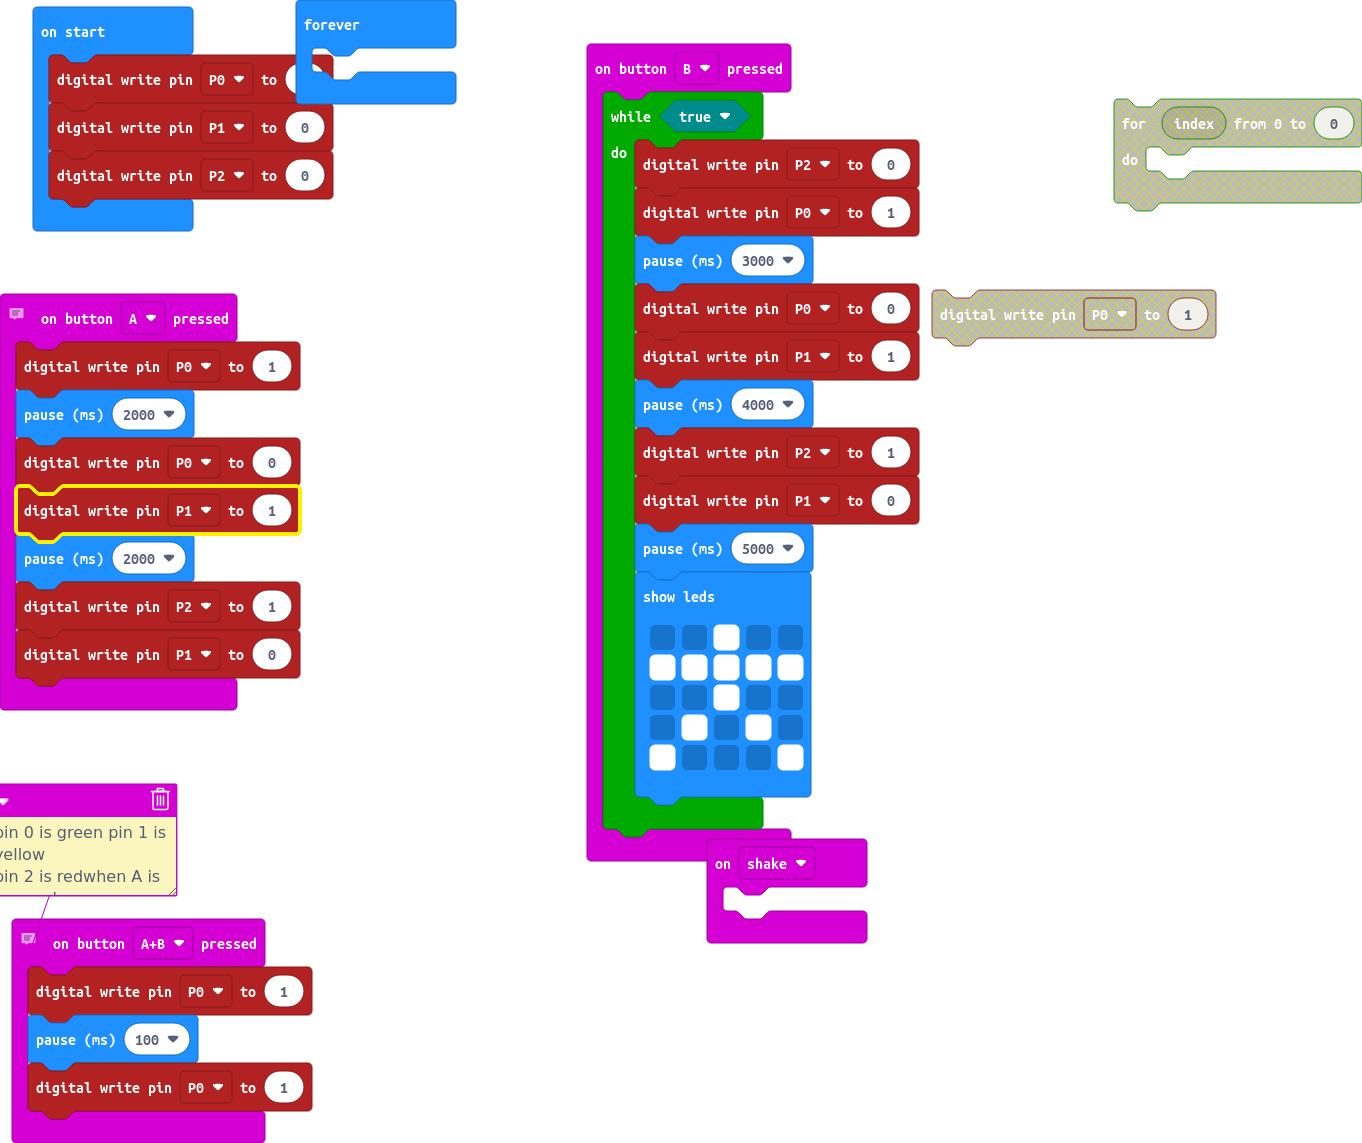 on start
digital write pin P0 to
digital write pin P1 to 0
digital write pin P2 to 0
forever
on button A pressed
digital write pin P0 to 1
pause (ms) 2000
digital write pin P0 to 0
digital write pin P1 to 1
pause (ms) 2000
digital write pin P2 to 1
digital write pin P1 to 0
pin 0 is green pin 1 is
yellow
pin 2 is redwhen A is
on button A+B pressed
digital write pin P0 to 1
pause (ms) 100
digital write pin P0 to 1
on button B pressed
while true
do
digital write pin P2 to 0
digital write pin P0 to 1
pause (ms) 3000
digital write pin P0 to 0
digital write pin P1 to 1
pause (ms) 4000
digital write pin P2 to 1
digital write pin P1 to 0
pause (ms) 5000
show leds
on shake
for index from 0 to 0
do
digital write pin P0 to 1